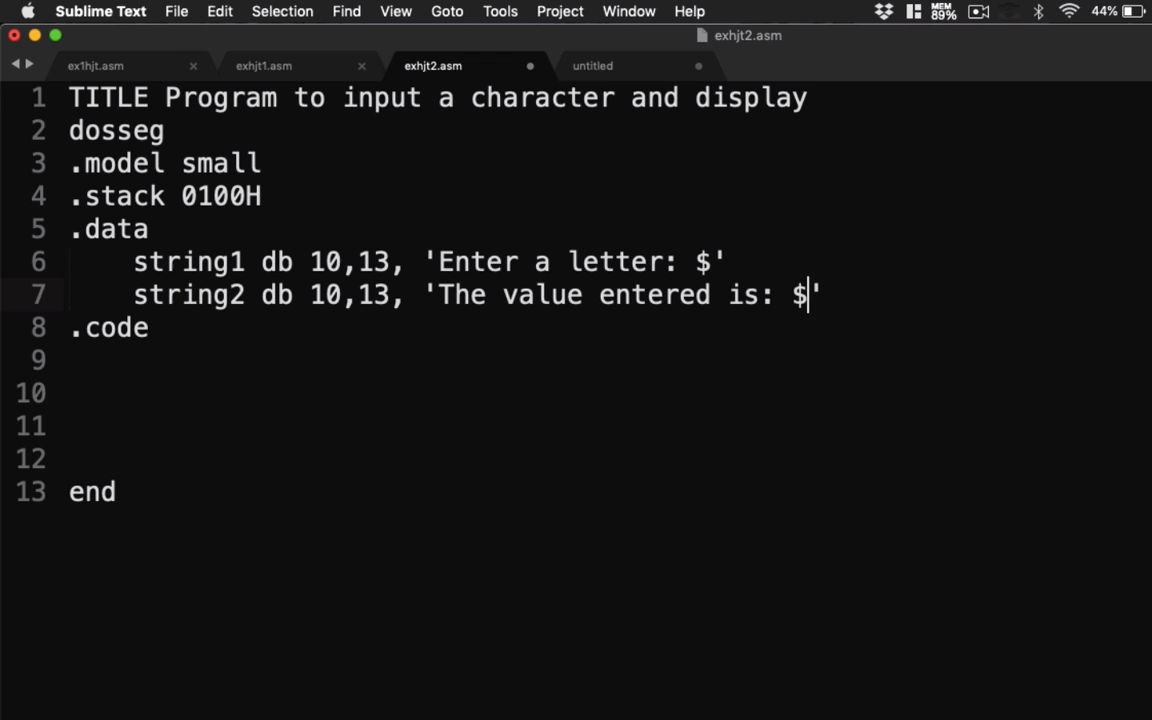 Sublime Text File Edit Selection Find View Goto Tools Project Window Help MEM 89% 44%
exhjt2.asm
ex1hjt.asm × exhjt1.asm × exhjt2.asm untitled
1 TITLE Program to input a character and display
2 dosseg
3 .model small
4 .stack 0100H
5 .data
6 string1 db 10,13, 'Enter a letter: $'
7 string2 db 10,13, 'The value entered is: $'
8 .code
9
10
11
12
13 end